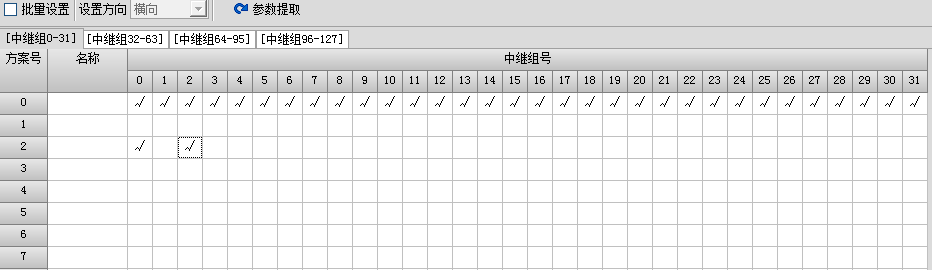 批量设置 设置方向 横向 参数提取
[中继组0-31] [中继组32-63] [中继组64-95] [中继组96-127]
方案号 名称 中继组号
0 1 2 3 4 5 6 7 8 9 10 11 12 13 14 15 16 17 18 19 20 21 22 23 24 25 26 27 28 29 30 31
0 √ √ √ √ √ √ √ √ √ √ √ √ √ √ √ √ √ √ √ √ √ √ √ √ √ √ √ √ √ √ √ √
1
2 √ √
3
4
5
6
7